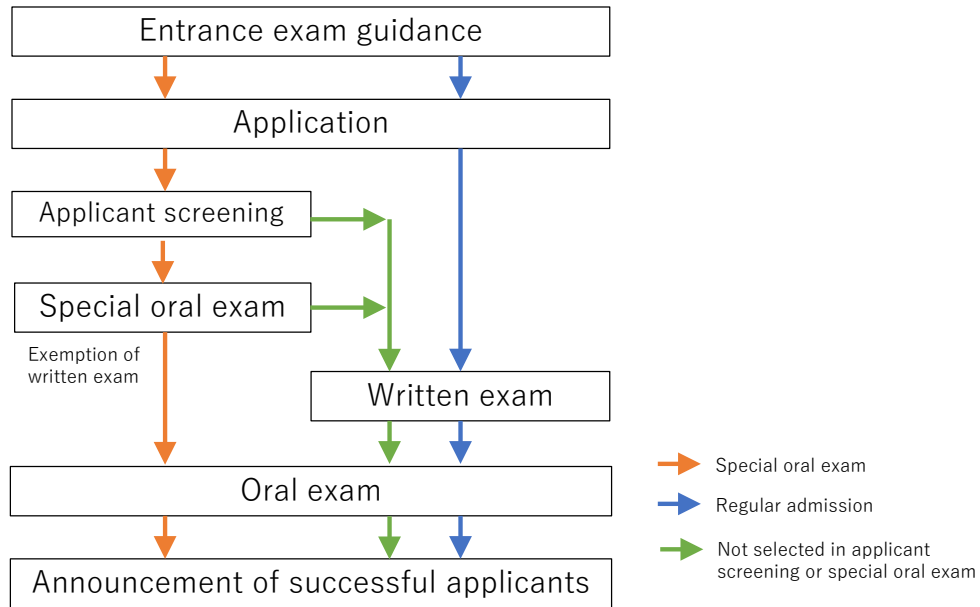 Entrance exam guidance
Application
Applicant screening
Special oral exam
Exemption of
written exam
Written exam
Oral exam
Announcement of successful applicants
Special oral exam
Regular admission
Not selected in applicant
screening or special oral exam